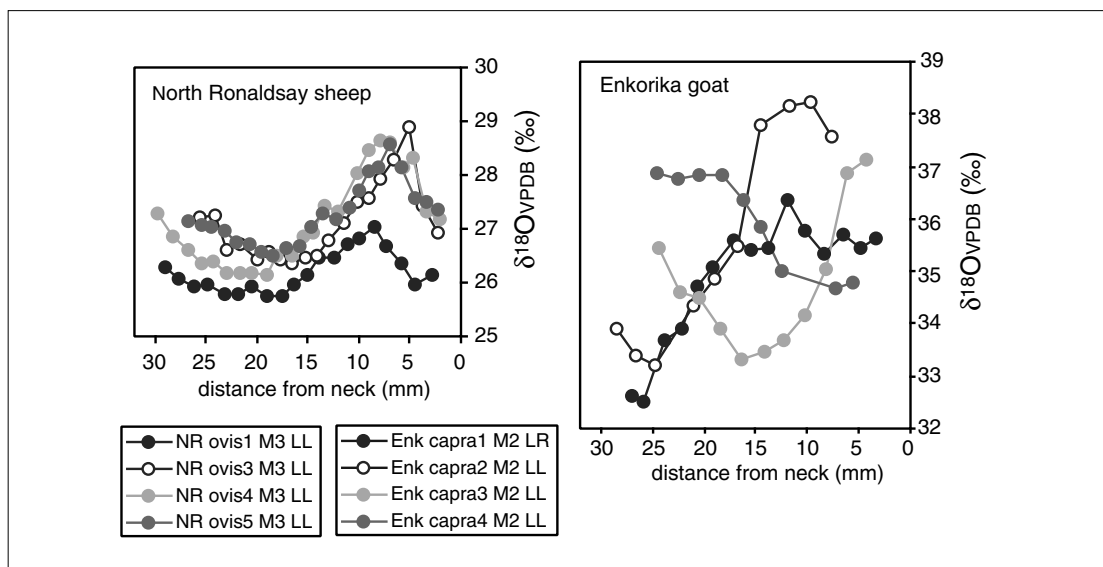 North Ronaldsay sheep
30
29
28
27
26
25
δ18OVPDB (‰)
30 25 20 15 10 5 0
distance from neck (mm)
Enkorika goat
39
38
37
36
35
34
33
32
δ18OVPDB (‰)
30 25 20 15 10 5 0
distance from neck (mm)
NR ovis1 M3 LL
NR ovis3 M3 LL
NR ovis4 M3 LL
NR ovis5 M3 LL
Enk capra1 M2 LR
Enk capra2 M2 LL
Enk capra3 M2 LL
Enk capra4 M2 LL